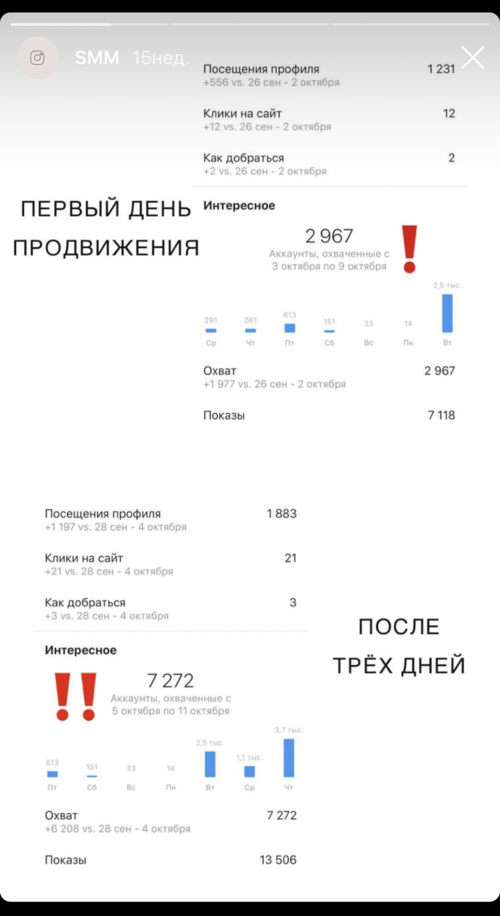 SMM 15нед.
Посещения профиля 1 231
+556 vs. 26 сен - 2 октября
Клики на сайт 12
+12 vs. 26 сен - 2 октября
Как добраться 2
+2 vs. 26 сен - 2 октября
ПЕРВЫЙ ДЕНЬ
ПРОДВИЖЕНИЯ
Интересное
2 967
Аккаунты, охваченные с
3 октября по 9 октября
2,5 тыс.
291 261 613 151 33 14
Ср Чт Пт Сб Вс Пн Вт
Охват 2 967
+1 977 vs. 26 сен - 2 октября
Показы 7 118
Посещения профиля 1 883
+1 197 vs. 28 сен - 4 октября
Клики на сайт 21
+21 vs. 28 сен - 4 октября
Как добраться 3
+3 vs. 28 сен - 4 октября
ПОСЛЕ
ТРЁХ ДНЕЙ
Интересное
7 272
Аккаунты, охваченные с
5 октября по 11 октября
3,7 тыс.
2,5 тыс.
1,1 тыс.
613 151 33 14
Пт Сб Вс Пн Вт Ср Чт
Охват 7 272
+6 208 vs. 28 сен - 4 октября
Показы 13 506